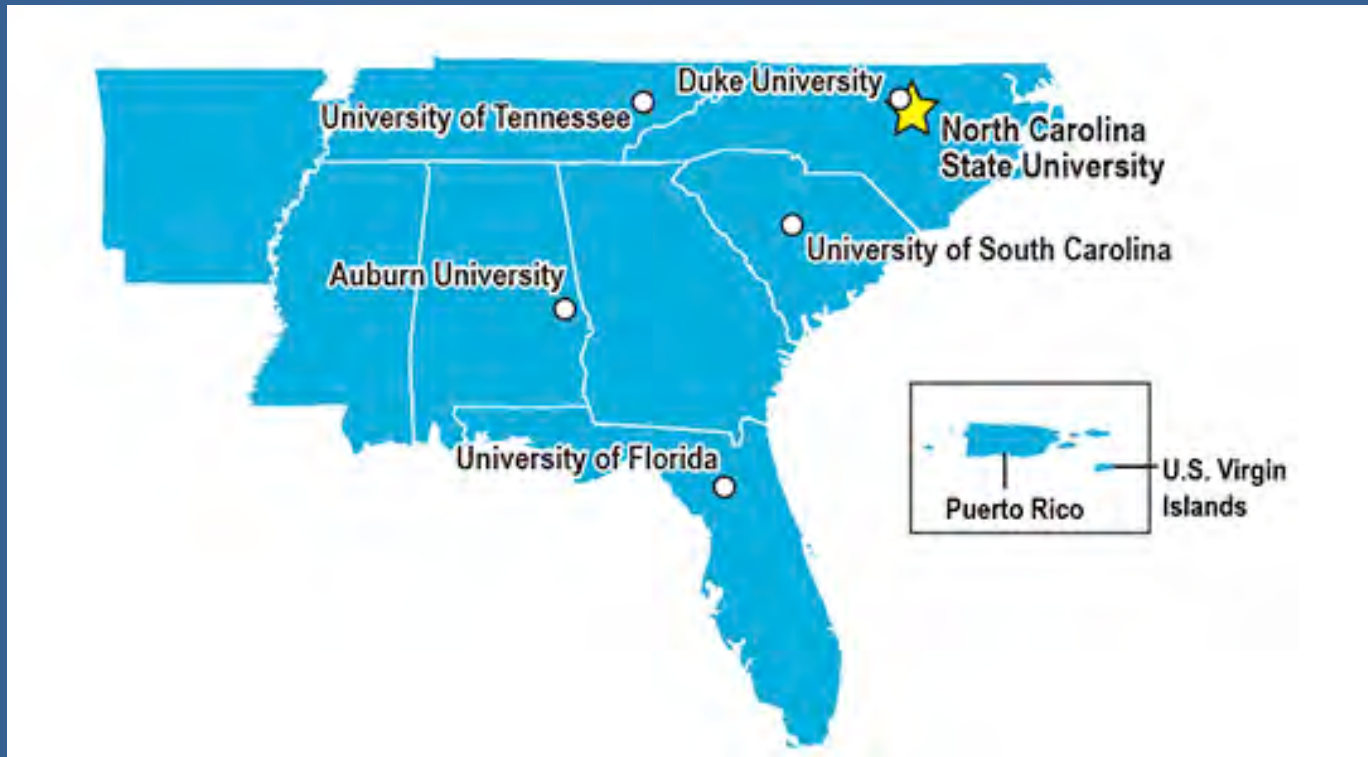 Duke University
University of Tennessee
North Carolina
State University
University of South Carolina
Auburn University
University of Florida
U.S. Virgin
Islands
Puerto Rico